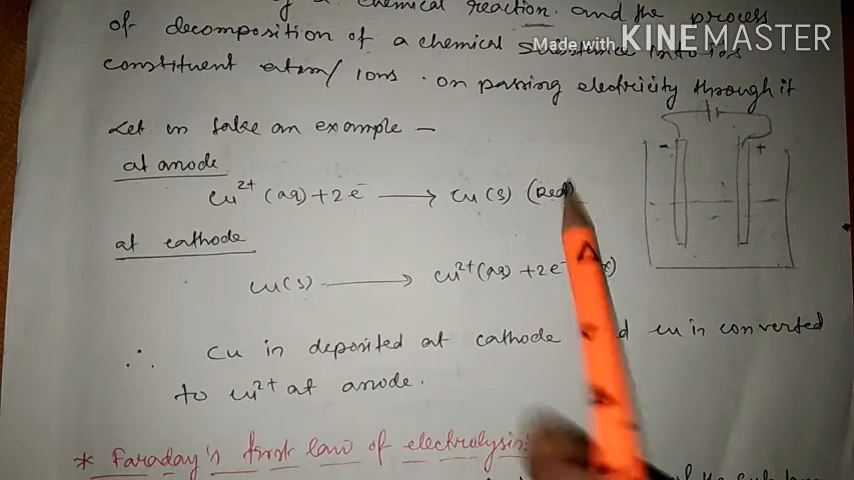 a chemical reaction and the process
of decomposition of a chemical substance into its
Made with KINEMASTER
constituent atom/ ions . on passing electricity through it
Let us take an example —
at anode
Cu²⁺ (aq) + 2e⁻ → Cu (s) (Red)
at cathode
Cu(s) → Cu²⁺ (aq) + 2e⁻
∴ Cu is deposited at cathode Cu is converted
to Cu²⁺ at anode.
* Faraday's first law of electrolysis:
- +